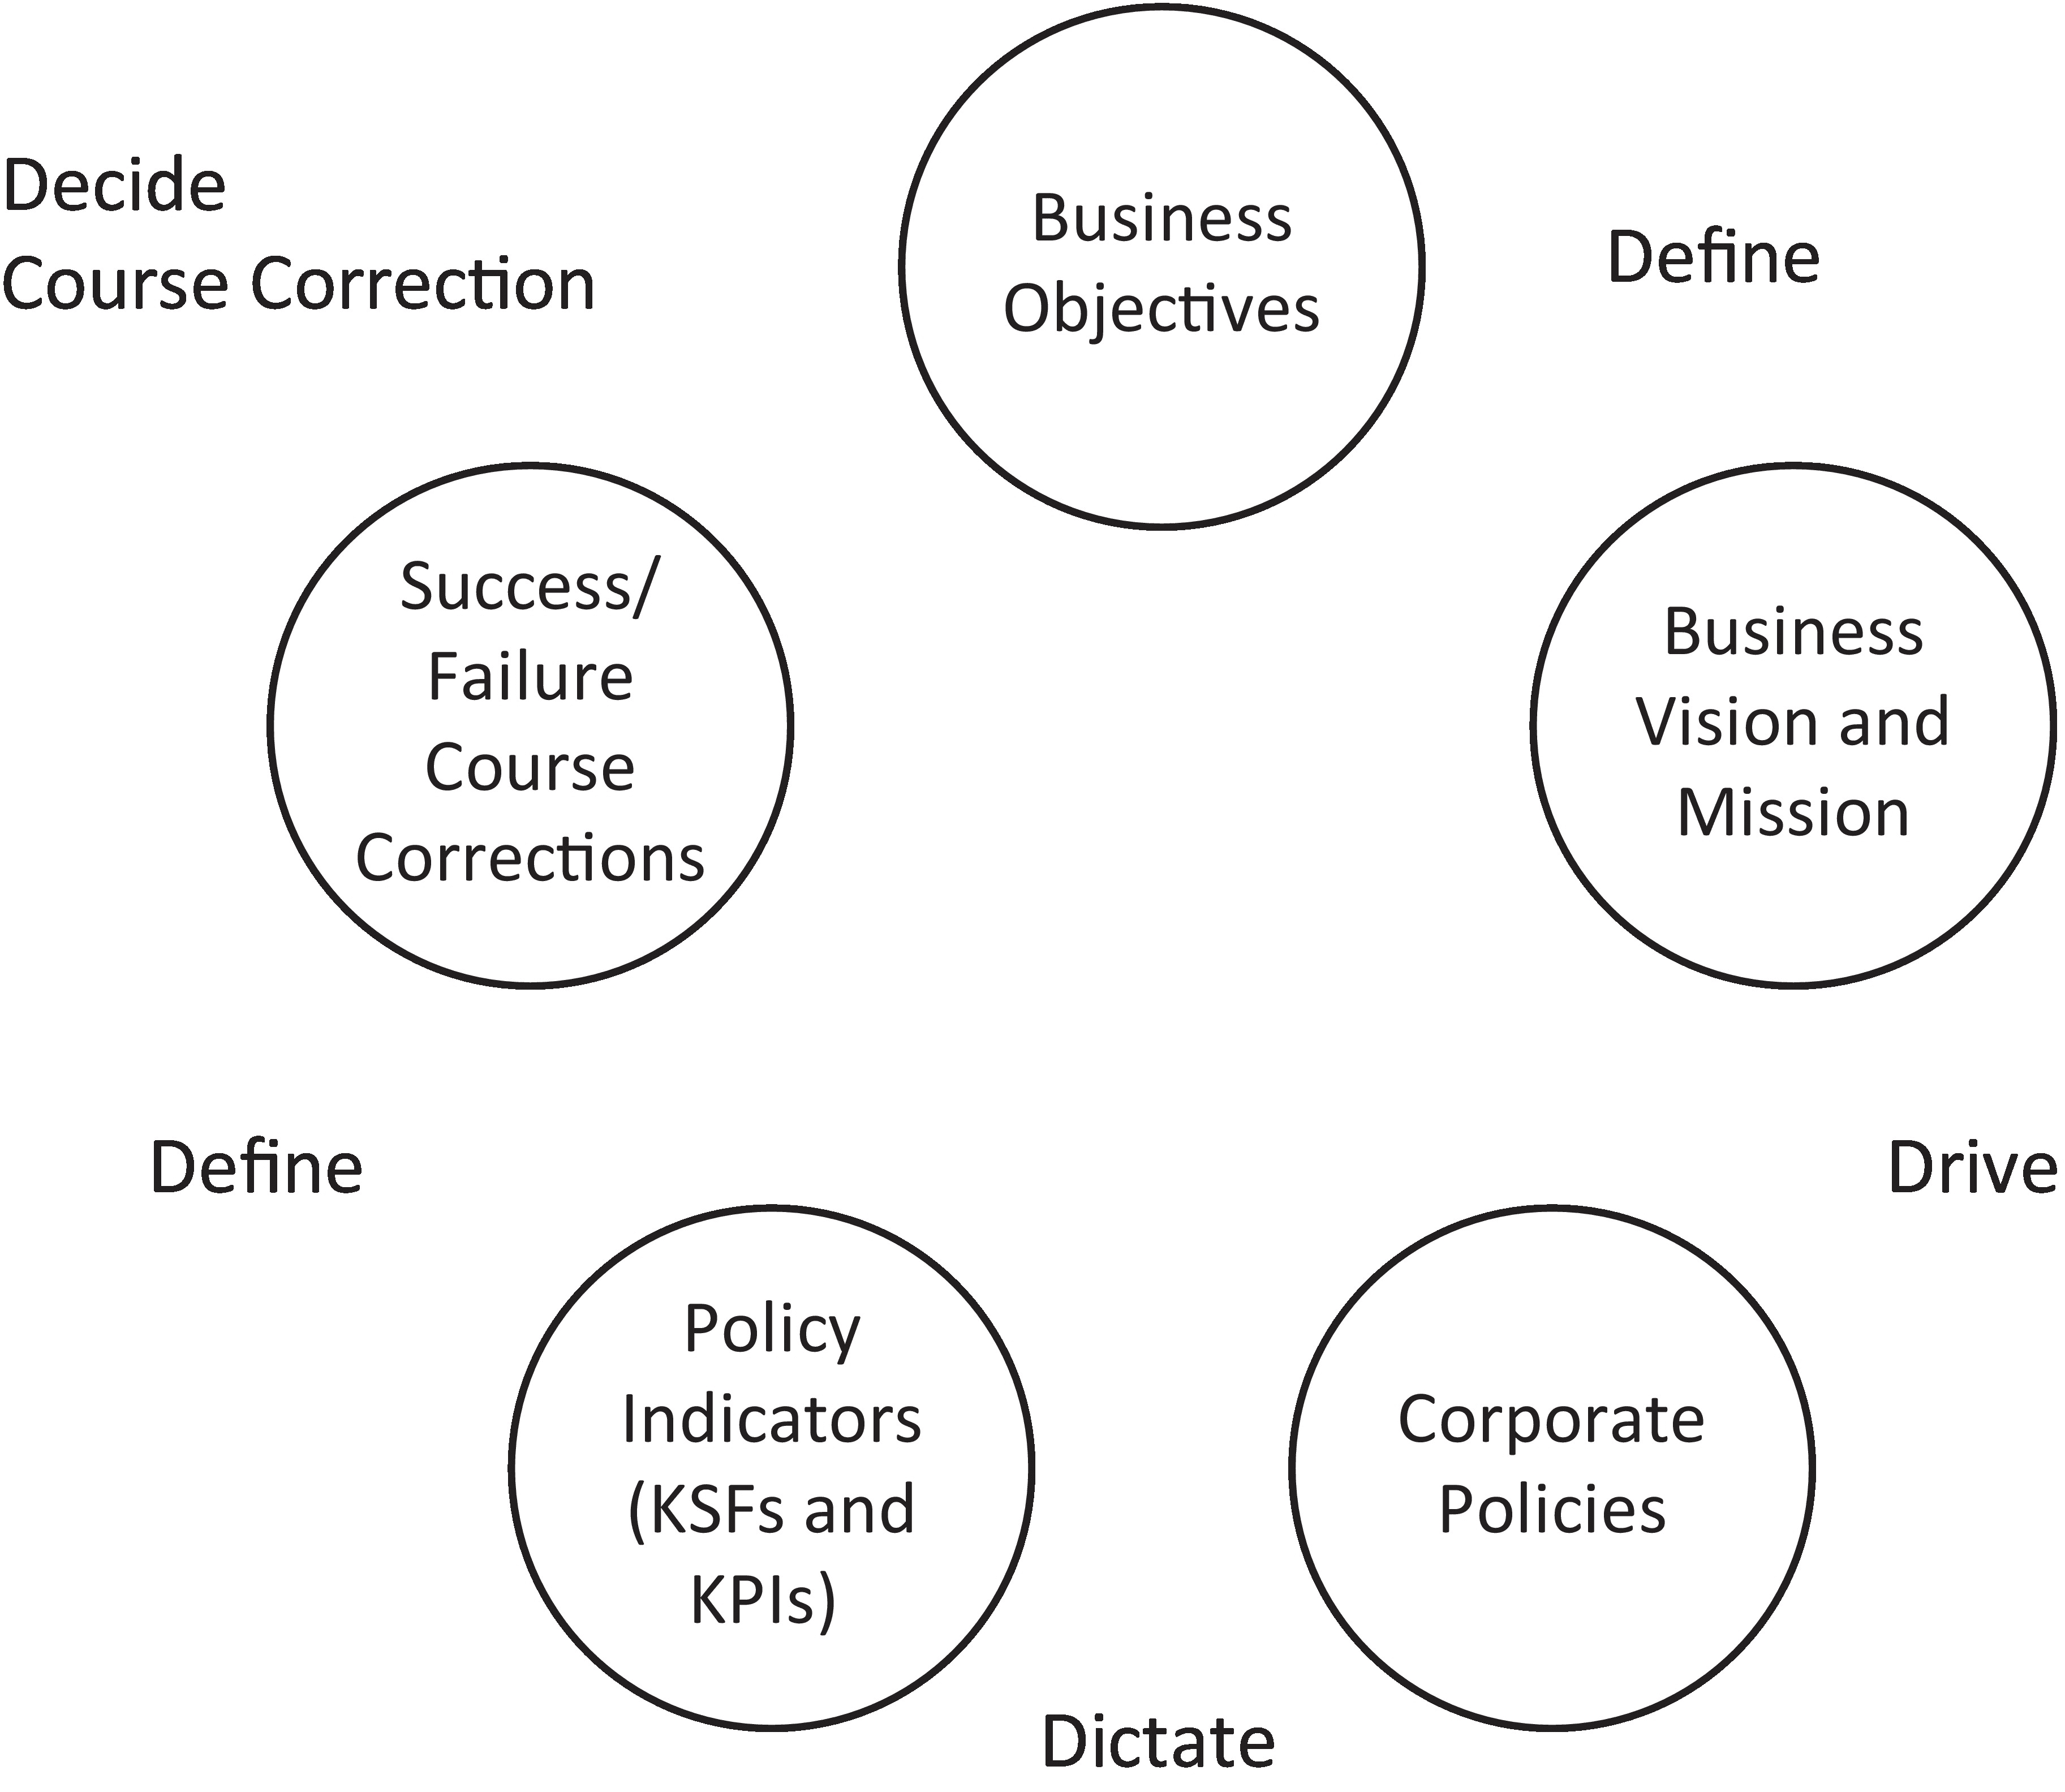 Decide
Course Correction
Business
Objectives
Define
Success/
Failure
Course
Corrections
Business
Vision and
Mission
Define
Drive
Policy
Indicators
(KSFs and
KPIs)
Corporate
Policies
Dictate